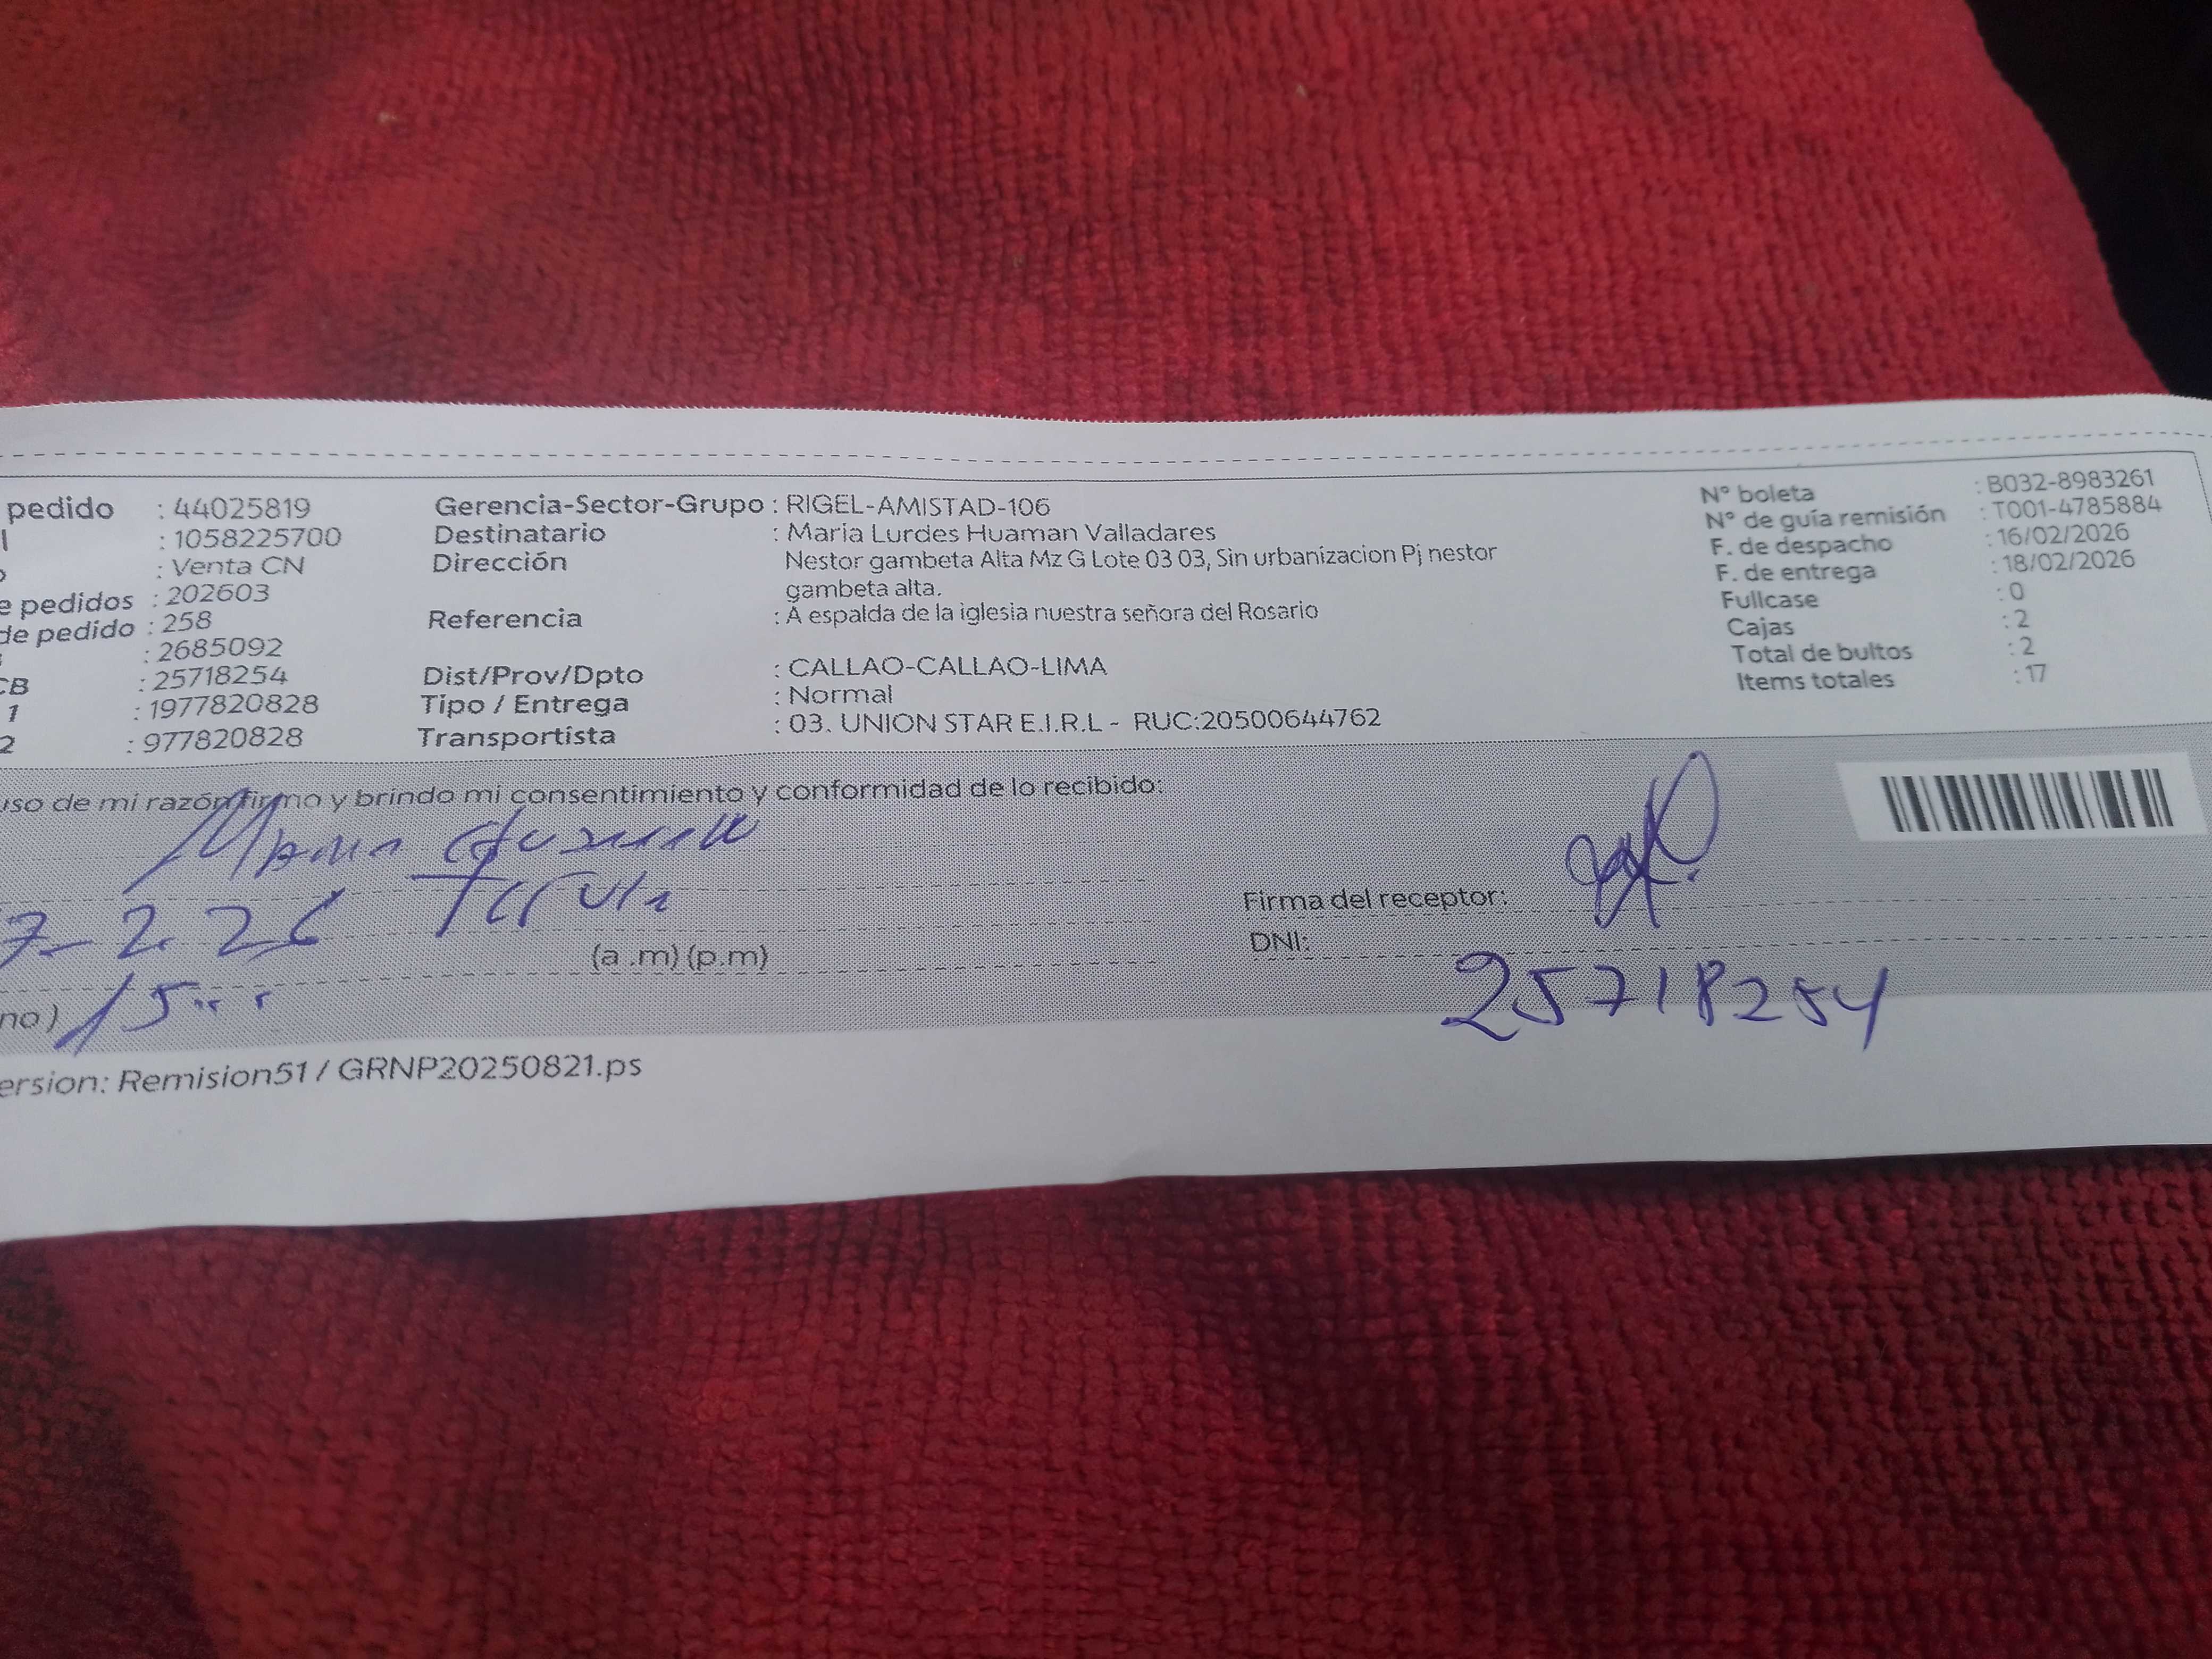 pedido : 44025819
: 1058225700
: Venta CN
e pedidos : 202603
de pedido : 258
: 2685092
CB : 25718254
1 : 1977820828
2 : 977820828
Gerencia-Sector-Grupo : RIGEL-AMISTAD-106
Destinatario : Maria Lurdes Huaman Valladares
Dirección Nestor gambeta Alta Mz G Lote 03 03, Sin urbanizacion Pj nestor
gambeta alta.
Referencia : A espalda de la iglesia nuestra señora del Rosario
Dist/Prov/Dpto : CALLAO-CALLAO-LIMA
Tipo / Entrega : Normal
Transportista : 03. UNION STAR E.I.R.L - RUC:20500644762
N° boleta : B032-8983261
N° de guía remisión : T001-4785884
F. de despacho : 16/02/2026
F. de entrega : 18/02/2026
Fullcase : 0
Cajas : 2
Total de bultos : 2
Items totales : 17
uso de mi razón firmo y brindo mi consentimiento y conformidad de lo recibido:
Maria
7-2 26
(a .m) (p.m)
no)
Firma del receptor:
DNI:
25718254
ersion: Remision51 / GRNP20250821.ps